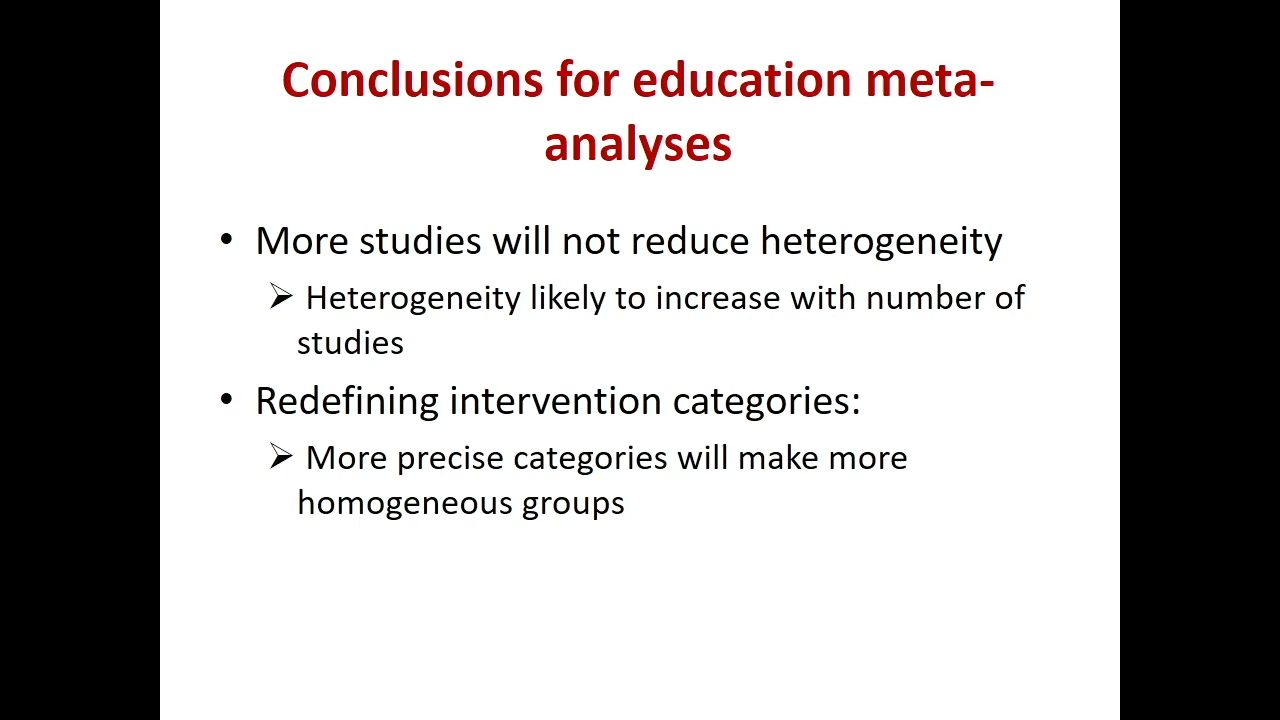 Conclusions for education meta-
analyses
• More studies will not reduce heterogeneity
➢ Heterogeneity likely to increase with number of
studies
• Redefining intervention categories:
➢ More precise categories will make more
homogeneous groups